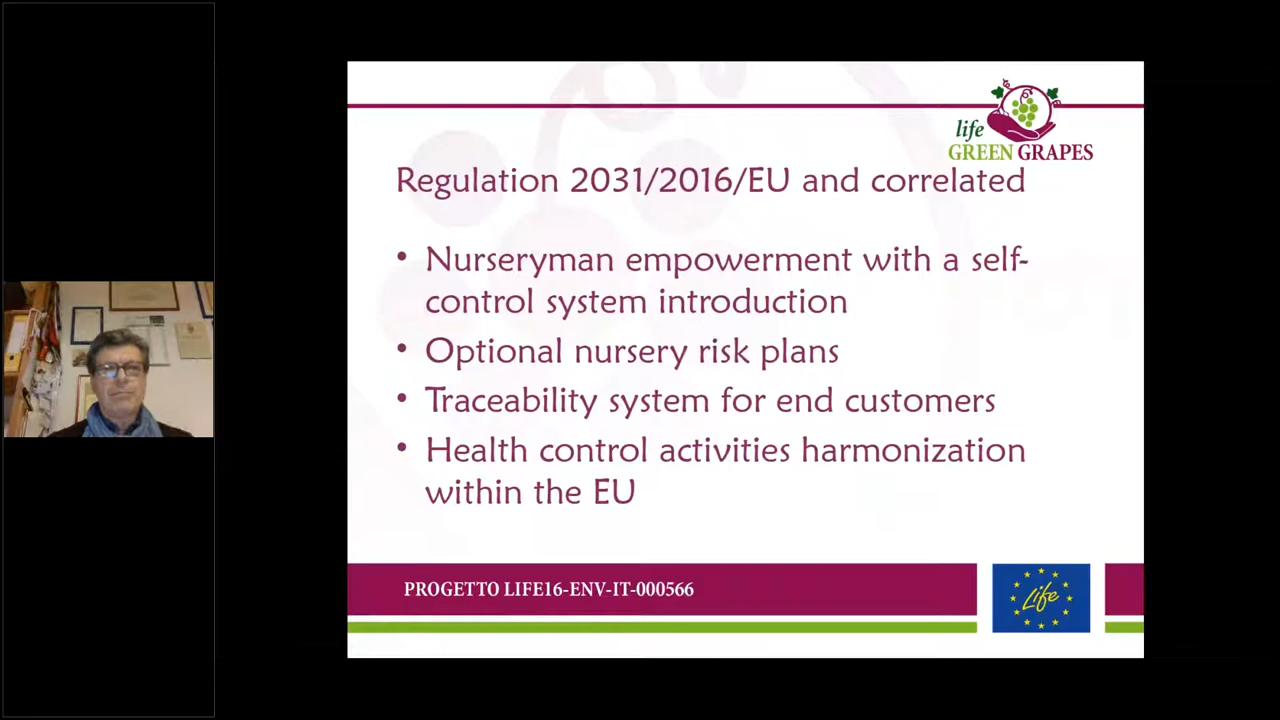 life
GREEN GRAPES
Regulation 2031/2016/EU and correlated
• Nurseryman empowerment with a self-
control system introduction
• Optional nursery risk plans
• Traceability system for end customers
• Health control activities harmonization
within the EU
PROGETTO LIFE16-ENV-IT-000566
Life